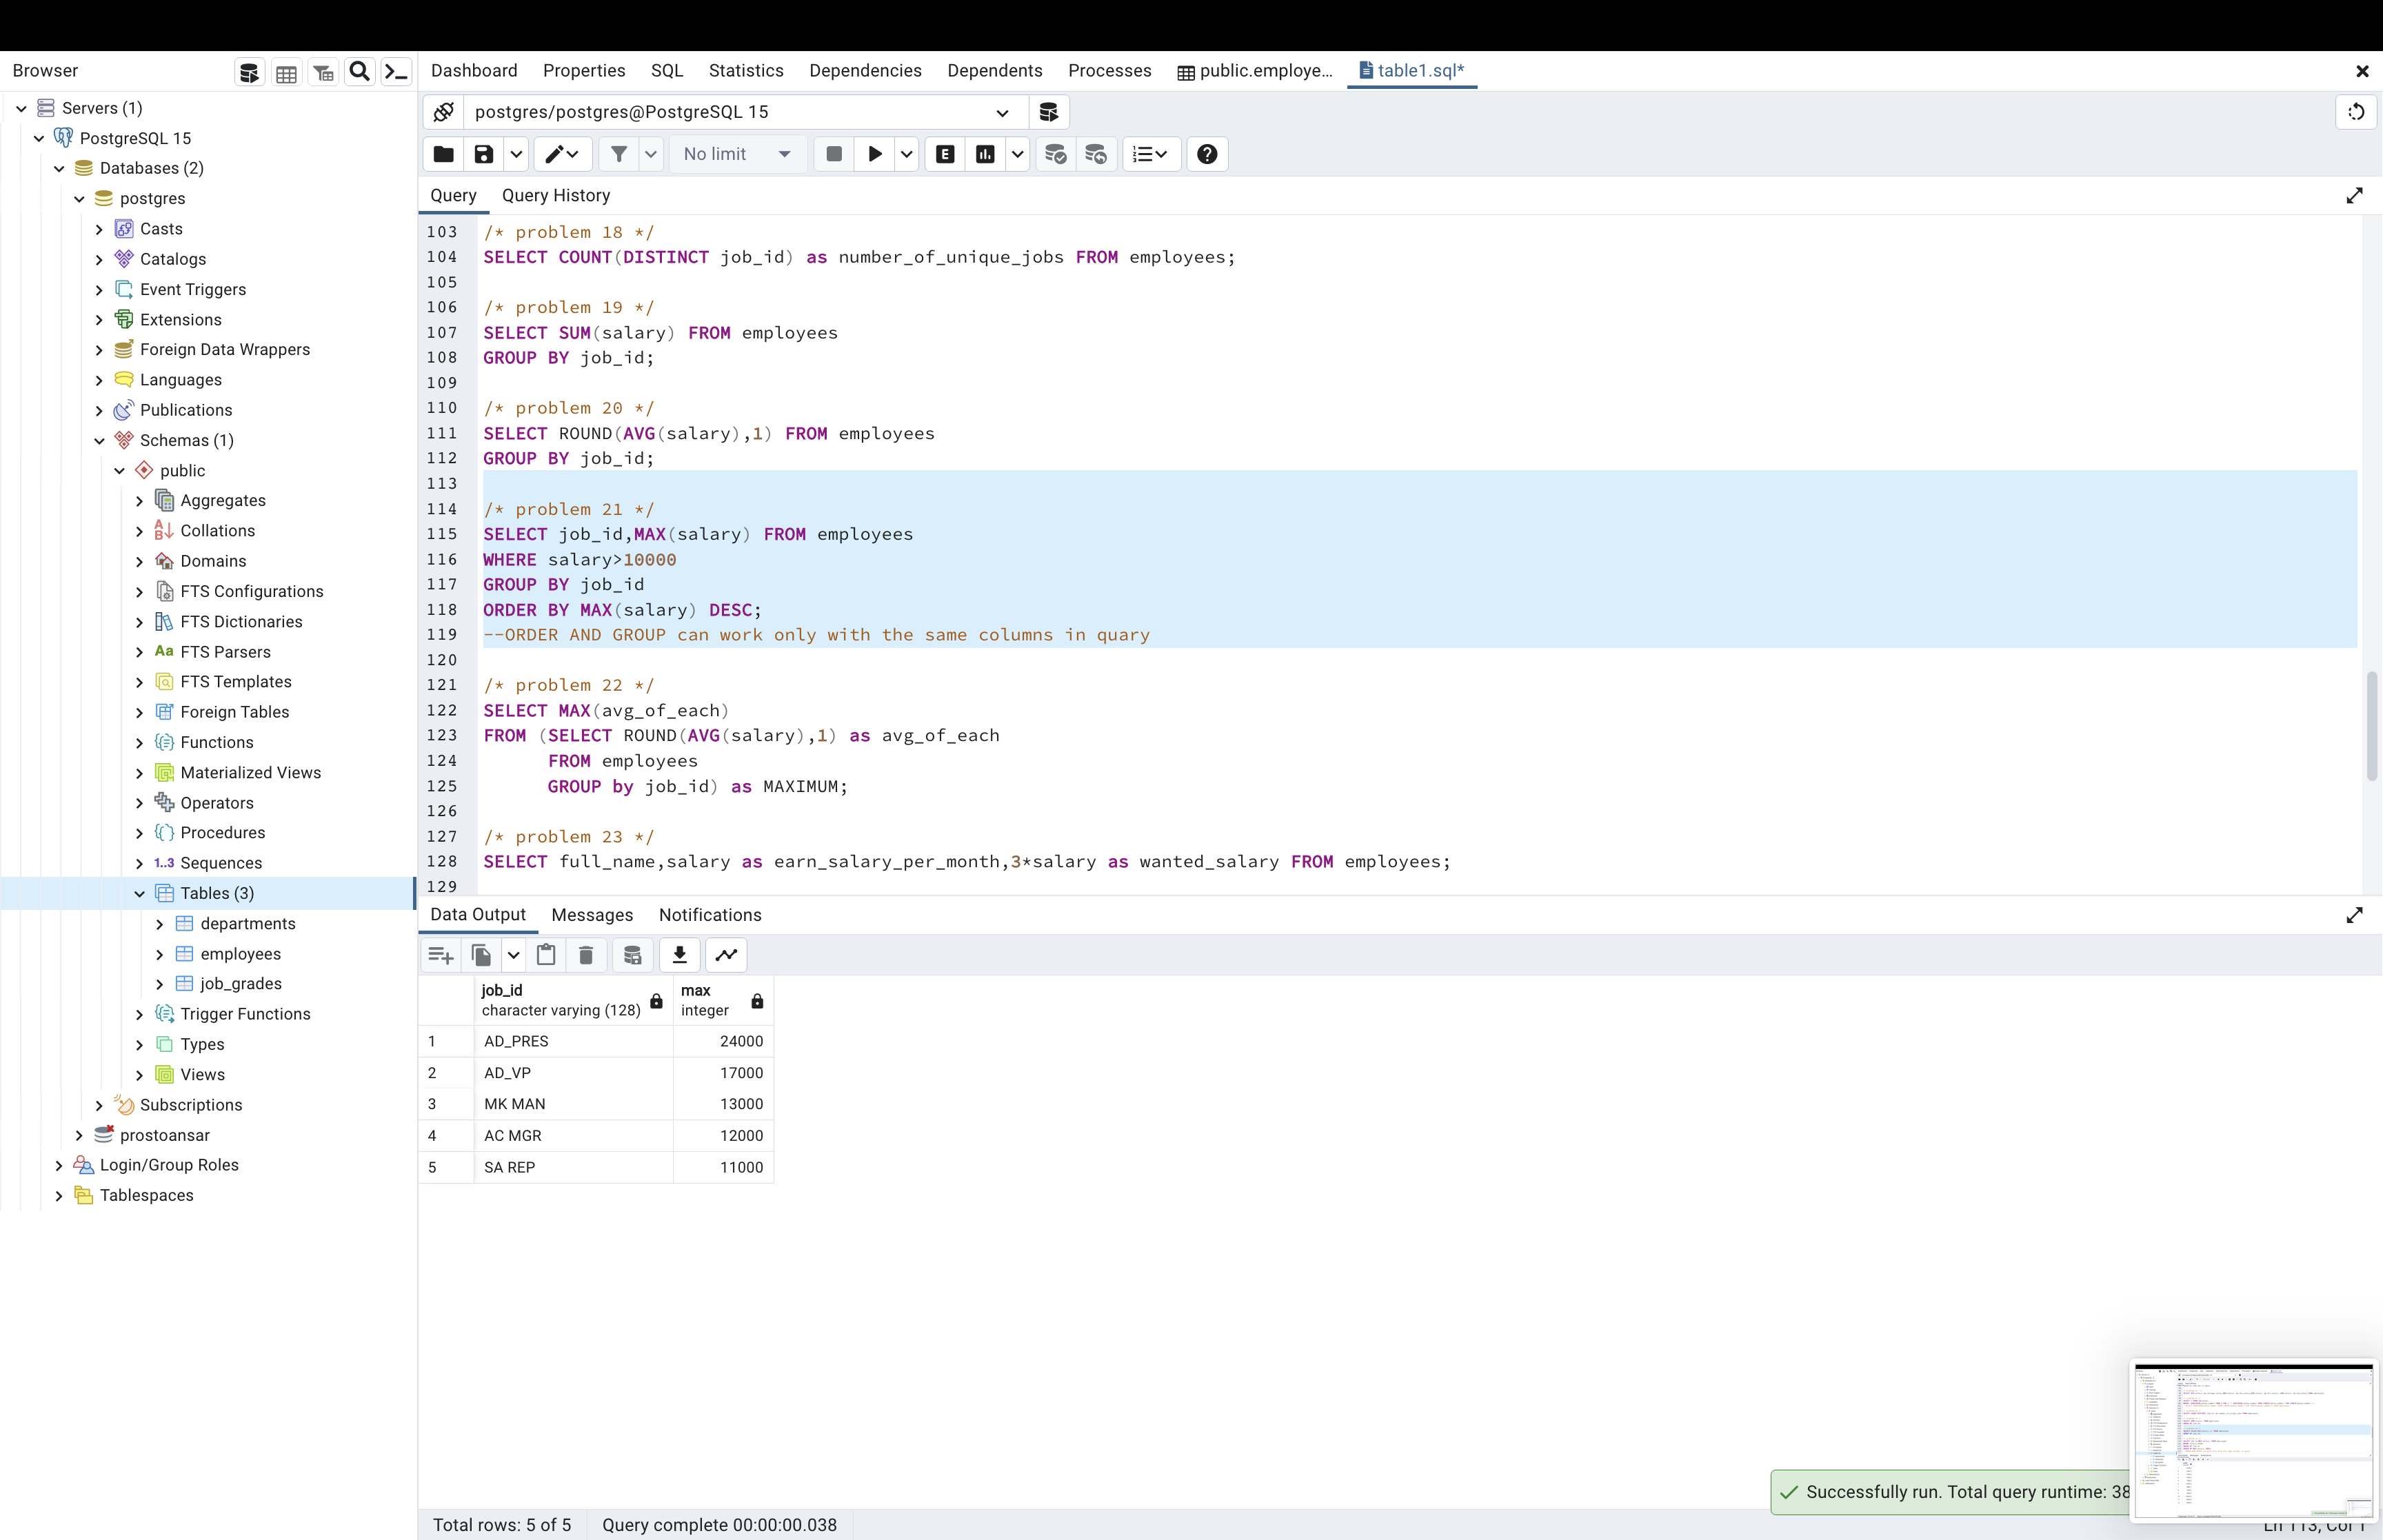 Browser
Servers (1)
PostgreSQL 15
Databases (2)
postgres
Casts
Catalogs
Event Triggers
Extensions
Foreign Data Wrappers
Languages
Publications
Schemas (1)
public
Aggregates
Collations
Domains
FTS Configurations
FTS Dictionaries
Aa FTS Parsers
FTS Templates
Foreign Tables
Functions
Materialized Views
Operators
Procedures
1..3 Sequences
Tables (3)
departments
employees
job_grades
Trigger Functions
Types
Views
Subscriptions
prostoansar
Login/Group Roles
Tablespaces
Dashboard Properties SQL Statistics Dependencies Dependents Processes public.employe... table1.sql*
postgres/postgres@PostgreSQL 15
No limit E
Query Query History
103 /* problem 18 */
104 SELECT COUNT(DISTINCT job_id) as number_of_unique_jobs FROM employees;
105
106 /* problem 19 */
107 SELECT SUM(salary) FROM employees
108 GROUP BY job_id;
109
110 /* problem 20 */
111 SELECT ROUND(AVG(salary),1) FROM employees
112 GROUP BY job_id;
113
114 /* problem 21 */
115 SELECT job_id,MAX(salary) FROM employees
116 WHERE salary>10000
117 GROUP BY job_id
118 ORDER BY MAX(salary) DESC;
119 --ORDER AND GROUP can work only with the same columns in quary
120
121 /* problem 22 */
122 SELECT MAX(avg_of_each)
123 FROM (SELECT ROUND(AVG(salary),1) as avg_of_each
124 FROM employees
125 GROUP by job_id) as MAXIMUM;
126
127 /* problem 23 */
128 SELECT full_name,salary as earn_salary_per_month,3*salary as wanted_salary FROM employees;
129
Data Output Messages Notifications
job_id max
character varying (128) integer
1 AD_PRES 24000
2 AD_VP 17000
3 MK MAN 13000
4 AC MGR 12000
5 SA REP 11000
Successfully run. Total query runtime: 38
Total rows: 5 of 5 Query complete 00:00:00.038 Ln 113, Col 1